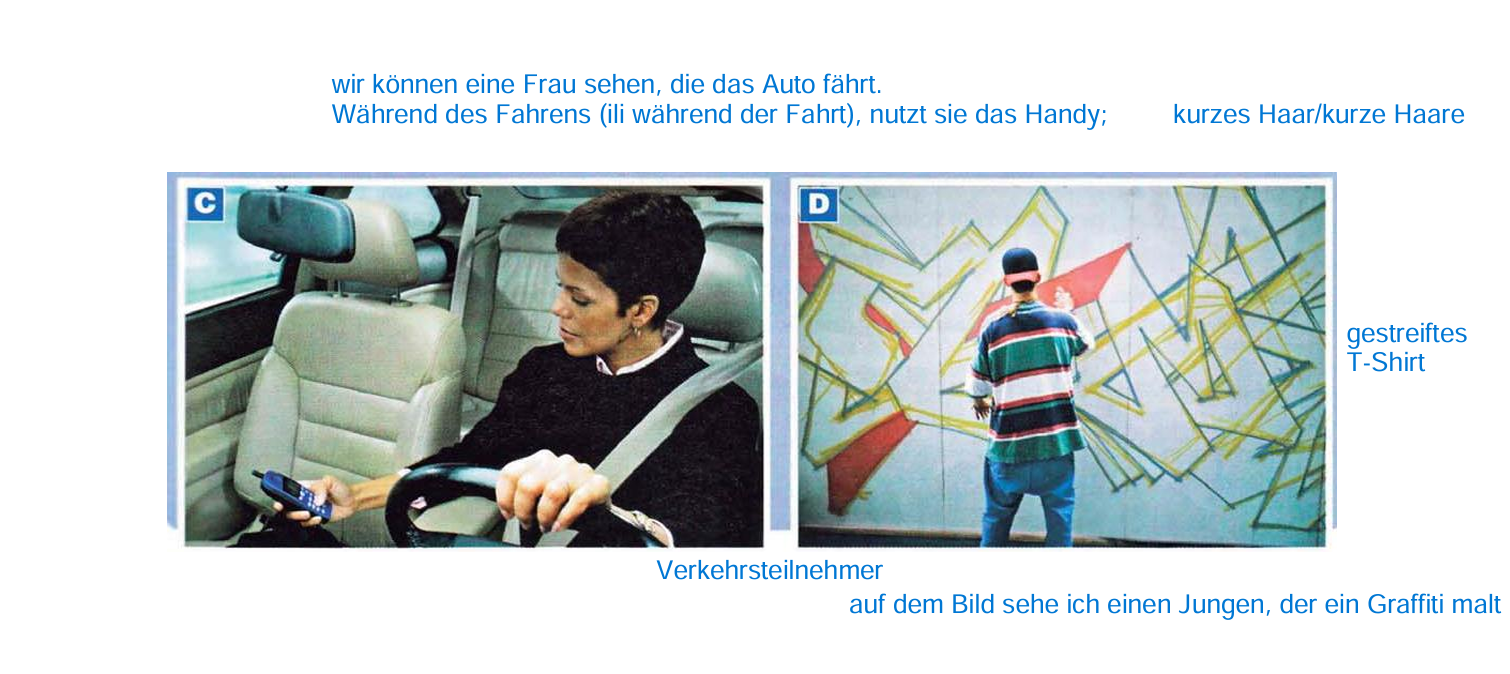 wir können eine Frau sehen, die das Auto fährt.
Während des Fahrens (ili während der Fahrt), nutzt sie das Handy;
kurzes Haar/kurze Haare
C
D
gestreiftes
T-Shirt
Verkehrsteilnehmer
auf dem Bild sehe ich einen Jungen, der ein Graffiti malt